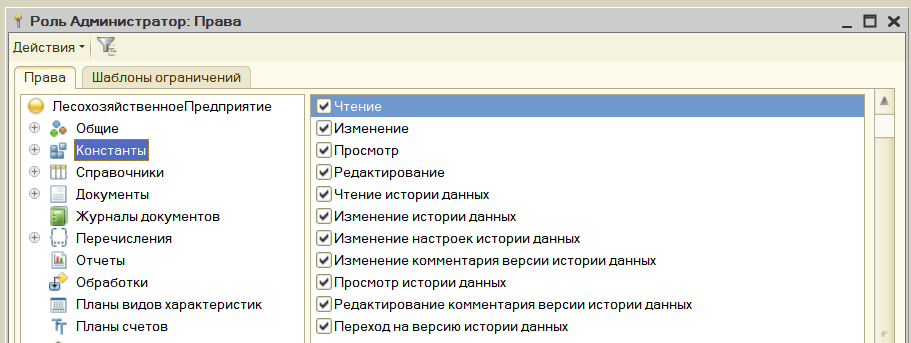 Роль Администратор: Права
Действия
Права
Шаблоны ограничений
ЛесохозяйственноеПредприятие
Общие
Константы
Справочники
Документы
Журналы документов
Перечисления
Отчеты
Обработки
Планы видов характеристик
Планы счетов
Чтение
Изменение
Просмотр
Редактирование
Чтение истории данных
Изменение истории данных
Изменение настроек истории данных
Изменение комментария версии истории данных
Просмотр истории данных
Редактирование комментария версии истории данных
Переход на версию истории данных